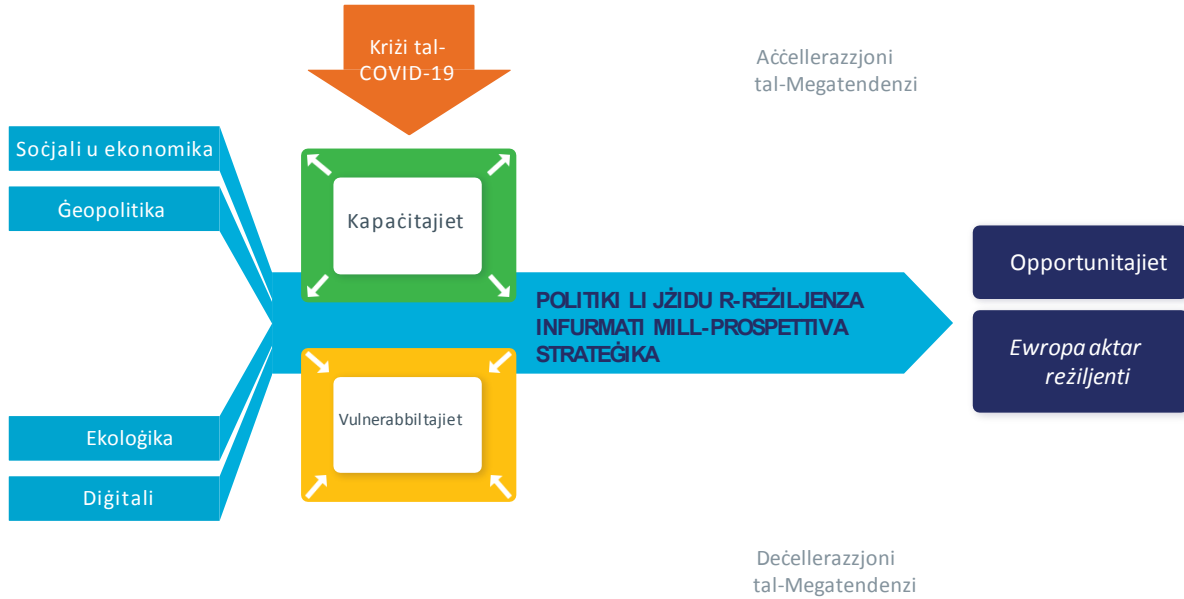 Kriżi tal-
COVID-19
Aċċellerazzjoni
tal-Megatendenzi
Soċjali u ekonomika
Ġeopolitika
Kapaċitajiet
Opportunitajiet
POLITIKI LI JŻIDU R-REŻILJENZA
INFURMATI MILL-PROSPETTIVA
STRATEĠIKA
Ewropa aktar
reżiljenti
Vulnerabbiltajiet
Ekoloġika
Diġitali
Deċellerazzjoni
tal-Megatendenzi